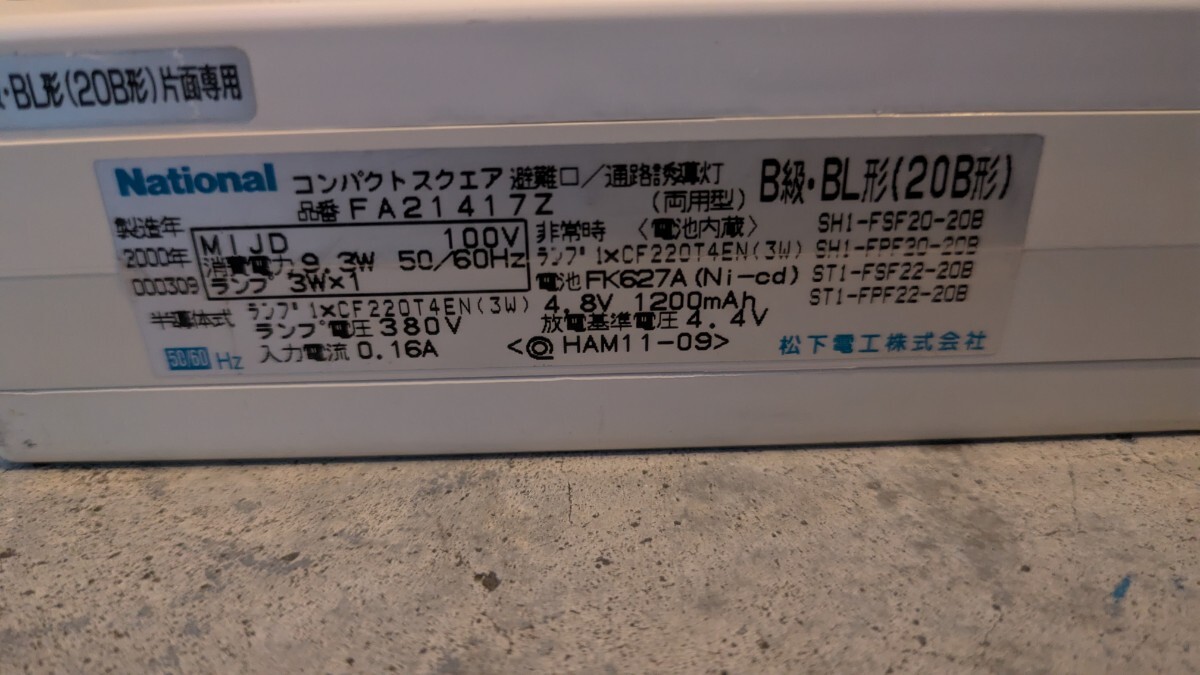 ・BL形(20B形)片面専用
National コンパクトスクエア 避難口/通路誘導灯 B級・BL形(20B形)
品番 FA21417Z (両用型)
製造年
2000年
000309
MIJD 100V
消費電力 9.3W 50/60Hz
ランプ 3W×1
ランプ 1×CF220T4EN(3W)
半導体式 ランプ電圧 380V
50/60 Hz 入力電流 0.16A
非常時 〈電池内蔵〉
ランプ 1×CF220T4EN(3W)
電池 FK627A(Ni-cd)
4.8V 1200mAh
放電基準電圧 4.4V
<HAM11-09>
SH1-FSF20-20B
SH1-FPF20-20B
ST1-FSF22-20B
ST1-FPF22-20B
松下電工株式会社